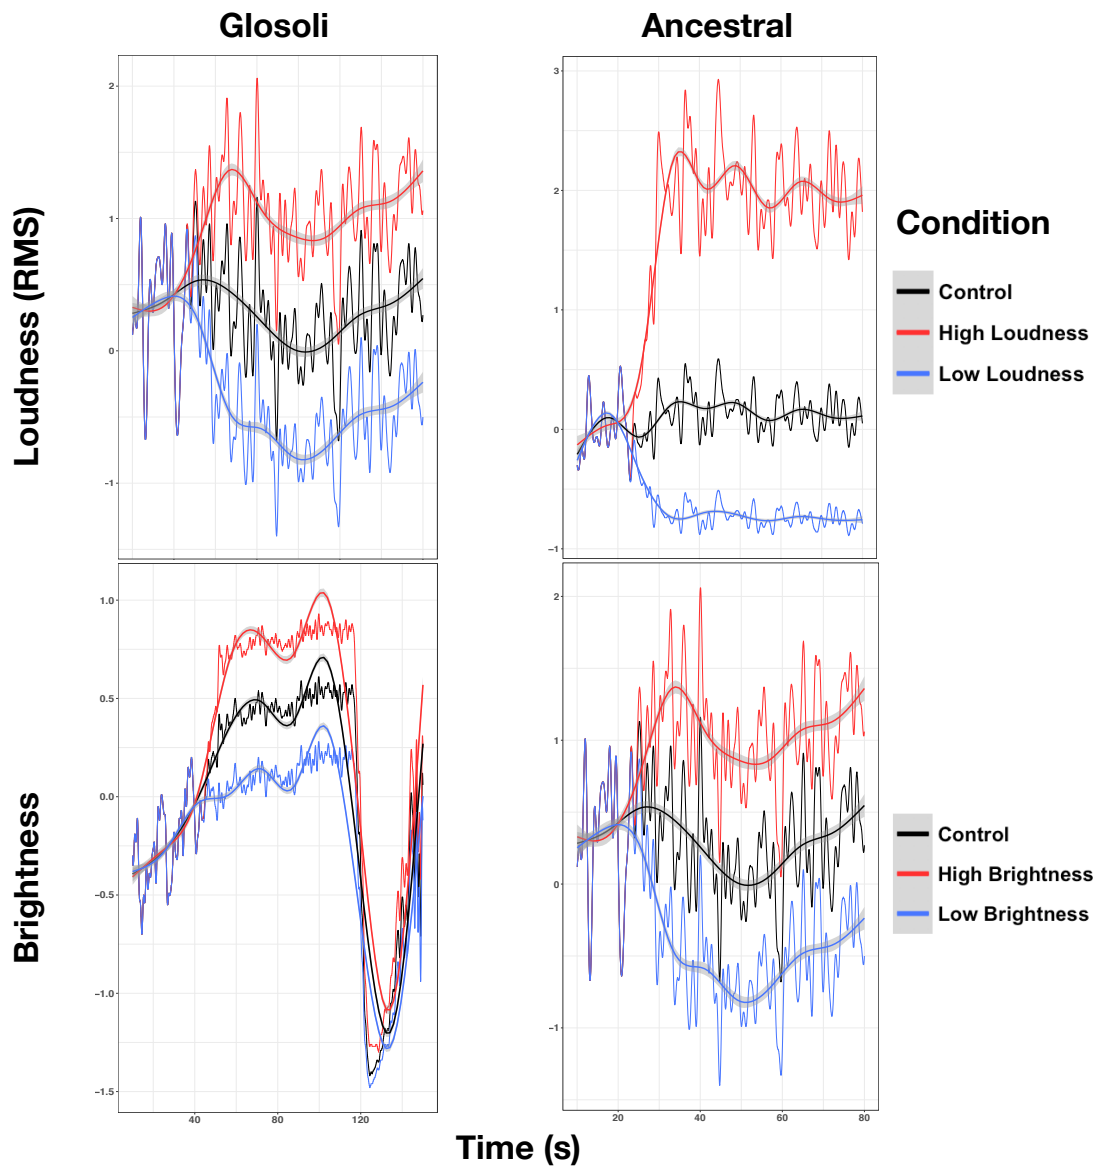 Glosoli
Ancestral
Loudness (RMS)
2
1
0
−1
3
2
1
0
−1
Condition
Control
High Loudness
Low Loudness
Brightness
1.0
0.5
0.0
−0.5
−1.0
−1.5
40
80
120
2
1
0
−1
20
40
60
80
Control
High Brightness
Low Brightness
Time (s)